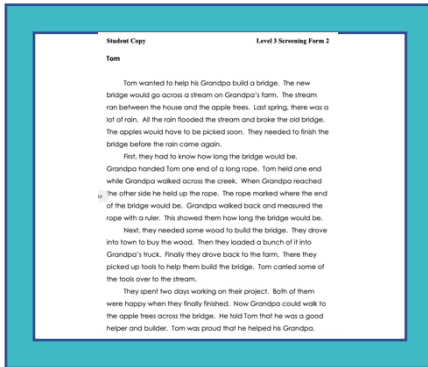 Student Copy Level 3 Screening Form 2
Tom
Tom wanted to help his Grandpa build a bridge. The new
bridge would go across a stream on Grandpa's farm. The stream
ran between the house and the apple trees. Last spring, there was a
lot of rain. All the rain flooded the stream and broke the old bridge.
The apples would have to be picked soon. They needed to finish the
bridge before the rain came again.
First, they had to know how long the bridge would be.
Grandpa handed Tom one end of a long rope. Tom held one end
while Grandpa walked across the creek. When Grandpa reached
the other side he held up the rope. The rope marked where the end
of the bridge would be. Grandpa walked back and measured the
rope with a ruler. This showed them how long the bridge would be.
Next, they needed some wood to build the bridge. They drove
into town to buy the wood. Then they loaded a bunch of it into
Grandpa's truck. Finally they drove back to the farm. There they
picked up tools to help them build the bridge. Tom carried some of
the tools over to the stream.
They spent two days working on their project. Both of them
were happy when they finally finished. Now Grandpa could walk to
the apple trees across the bridge. He told Tom that he was a good
helper and builder. Tom was proud that he helped his Grandpa.